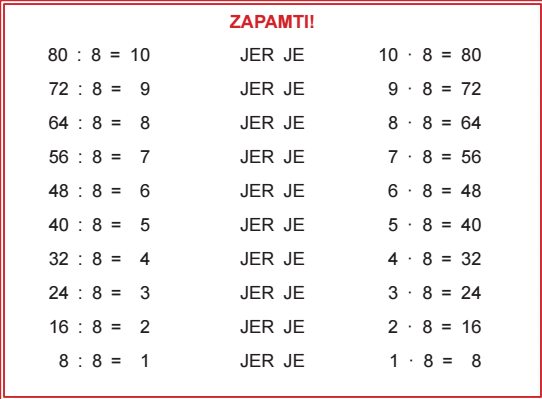 ZAPAMTI!
80 : 8 = 10 JER JE 10 · 8 = 80
72 : 8 = 9 JER JE 9 · 8 = 72
64 : 8 = 8 JER JE 8 · 8 = 64
56 : 8 = 7 JER JE 7 · 8 = 56
48 : 8 = 6 JER JE 6 · 8 = 48
40 : 8 = 5 JER JE 5 · 8 = 40
32 : 8 = 4 JER JE 4 · 8 = 32
24 : 8 = 3 JER JE 3 · 8 = 24
16 : 8 = 2 JER JE 2 · 8 = 16
8 : 8 = 1 JER JE 1 · 8 = 8